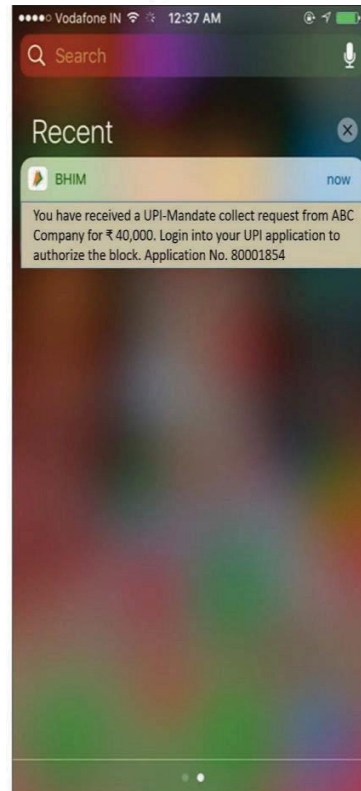 Vodafone IN 12:37 AM
Search
Recent
BHIM now
You have received a UPI-Mandate collect request from ABC
Company for ₹ 40,000. Login into your UPI application to
authorize the block. Application No. 80001854